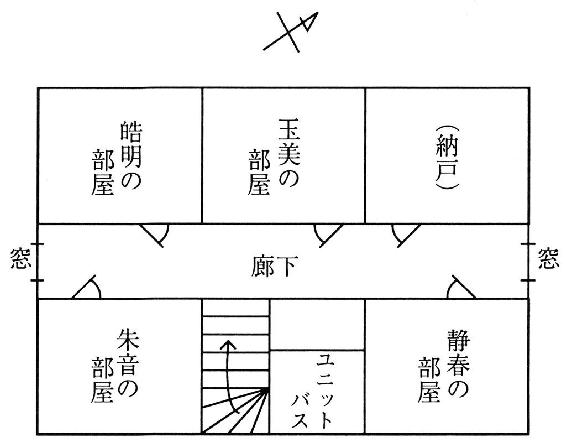 皓明の
部屋
玉美の
部屋
(納戸)
窓
廊下
窓
朱音の
部屋
ユニット
バス
静春の
部屋